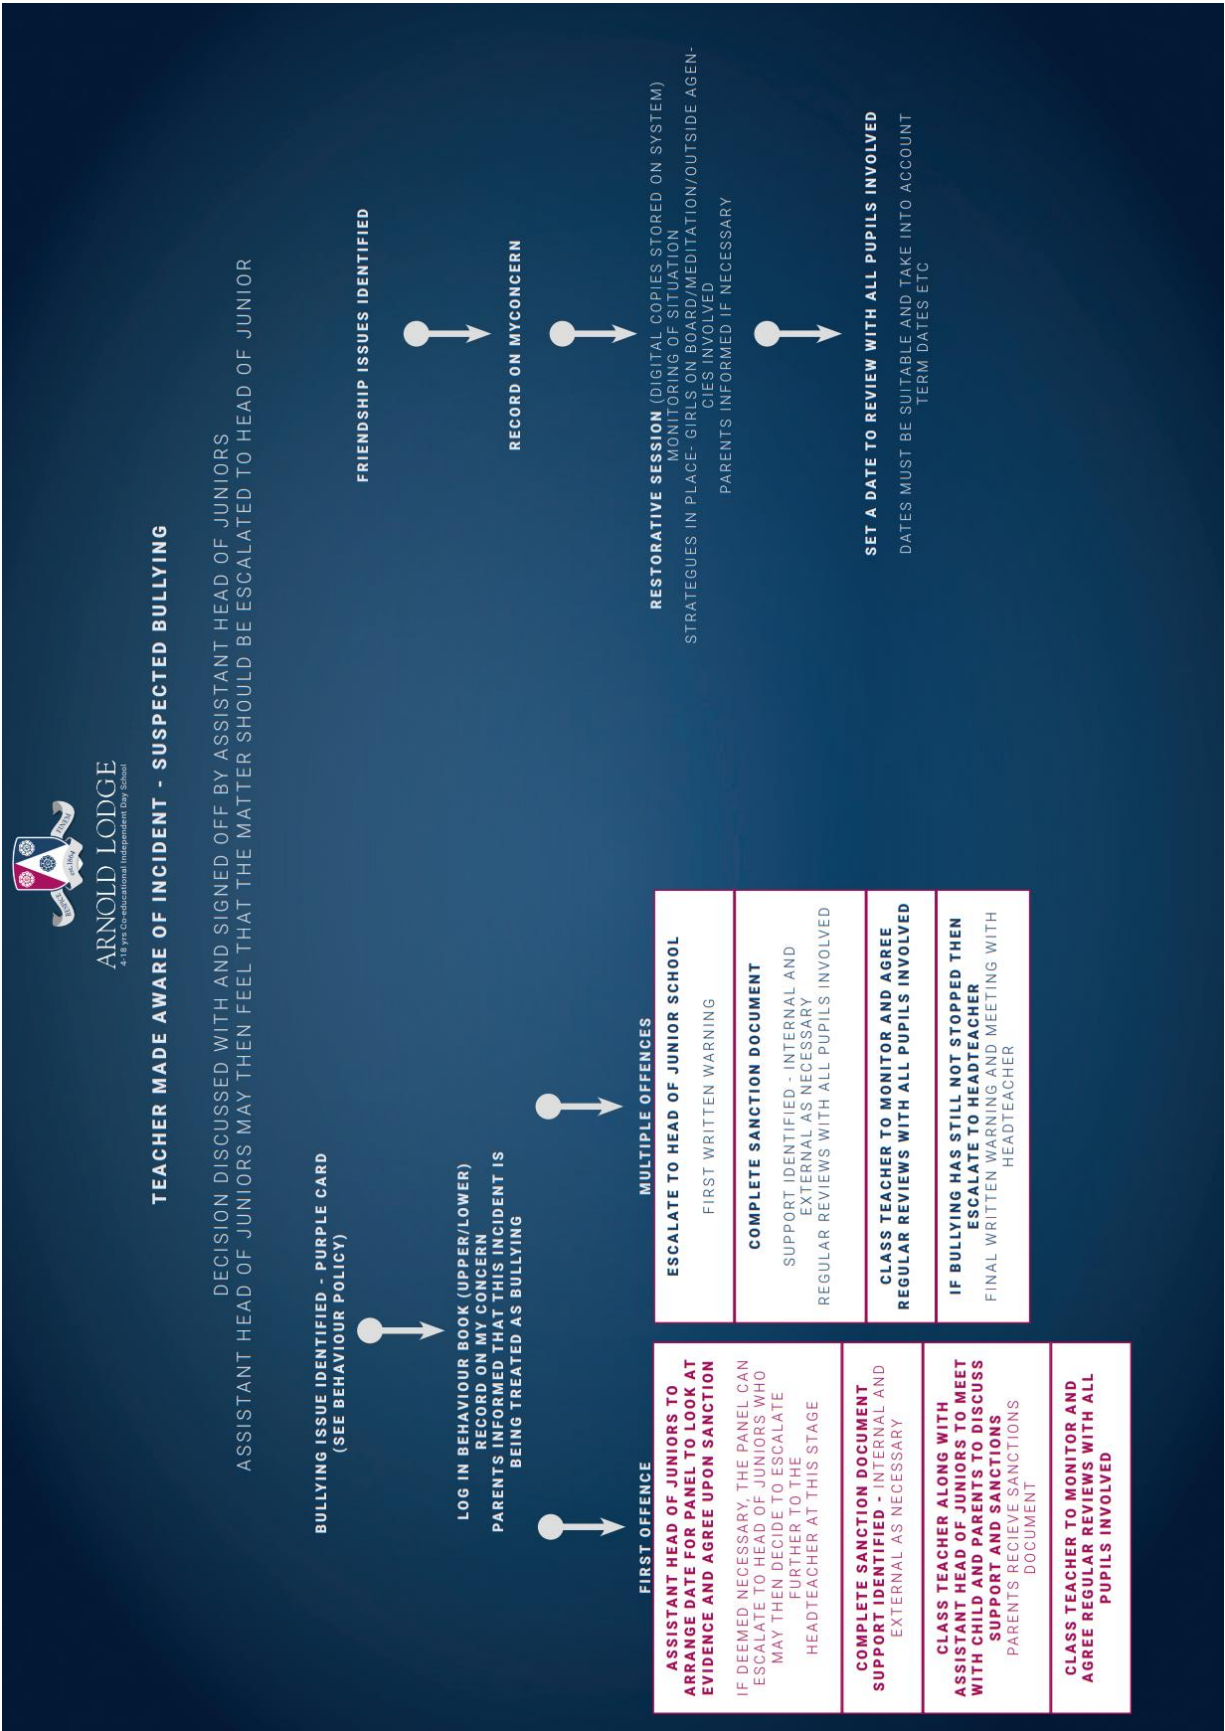 JUSTICE
est.1864
FINEM
ARNOLD LODGE
4-18 yrs Co-educational Independent Day School
TEACHER MADE AWARE OF INCIDENT - SUSPECTED BULLYING
DECISION DISCUSSED WITH AND SIGNED OFF BY ASSISTANT HEAD OF JUNIORS
ASSISTANT HEAD OF JUNIORS MAY THEN FEEL THAT THE MATTER SHOULD BE ESCALATED TO HEAD OF JUNIOR
BULLYING ISSUE IDENTIFIED - PURPLE CARD
(SEE BEHAVIOUR POLICY)
LOG IN BEHAVIOUR BOOK (UPPER/LOWER)
RECORD ON MY CONCERN
PARENTS INFORMED THAT THIS INCIDENT IS
BEING TREATED AS BULLYING
FIRST OFFENCE
ASSISTANT HEAD OF JUNIORS TO
ARRANGE DATE FOR PANEL TO LOOK AT
EVIDENCE AND AGREE UPON SANCTION
IF DEEMED NECESSARY, THE PANEL CAN
ESCALATE TO HEAD OF JUNIORS WHO
MAY THEN DECIDE TO ESCALATE
FURTHER TO THE
HEADTEACHER AT THIS STAGE
COMPLETE SANCTION DOCUMENT
SUPPORT IDENTIFIED - INTERNAL AND
EXTERNAL AS NECESSARY
CLASS TEACHER ALONG WITH
ASSISTANT HEAD OF JUNIORS TO MEET
WITH CHILD AND PARENTS TO DISCUSS
SUPPORT AND SANCTIONS
PARENTS RECIEVE SANCTIONS
DOCUMENT
CLASS TEACHER TO MONITOR AND
AGREE REGULAR REVIEWS WITH ALL
PUPILS INVOLVED
MULTIPLE OFFENCES
ESCALATE TO HEAD OF JUNIOR SCHOOL
FIRST WRITTEN WARNING
COMPLETE SANCTION DOCUMENT
SUPPORT IDENTIFIED - INTERNAL AND
EXTERNAL AS NECESSARY
REGULAR REVIEWS WITH ALL PUPILS INVOLVED
CLASS TEACHER TO MONITOR AND AGREE
REGULAR REVIEWS WITH ALL PUPILS INVOLVED
IF BULLYING HAS STILL NOT STOPPED THEN
ESCALATE TO HEADTEACHER
FINAL WRITTEN WARNING AND MEETING WITH
HEADTEACHER
FRIENDSHIP ISSUES IDENTIFIED
RECORD ON MYCONCERN
RESTORATIVE SESSION (DIGITAL COPIES STORED ON SYSTEM)
MONITORING OF SITUATION
STRATEGUES IN PLACE- GIRLS ON BOARD/MEDITATION/OUTSIDE AGEN-
CIES INVOLVED
PARENTS INFORMED IF NECESSARY
SET A DATE TO REVIEW WITH ALL PUPILS INVOLVED
DATES MUST BE SUITABLE AND TAKE INTO ACCOUNT
TERM DATES ETC